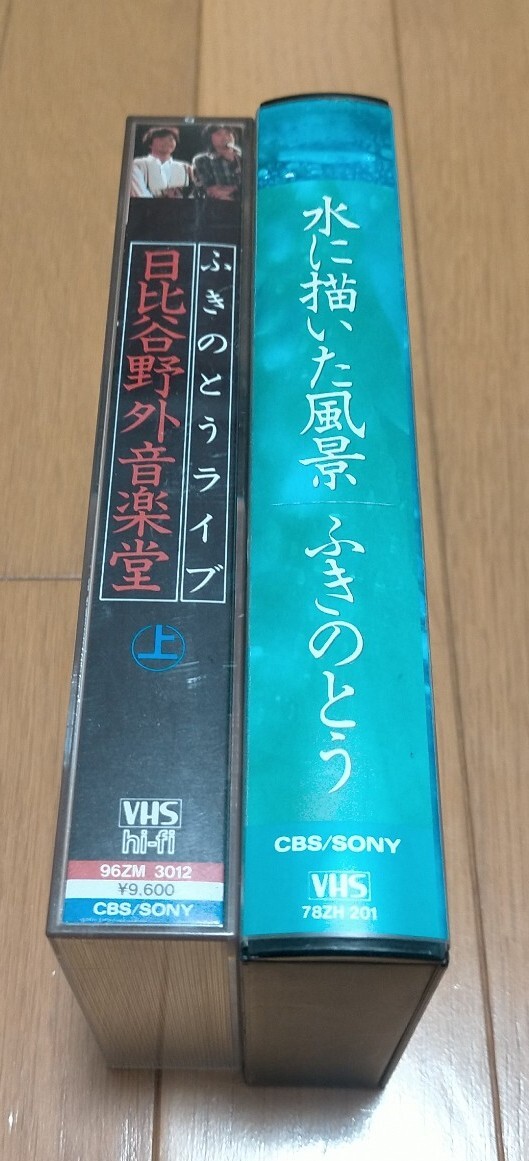 ふきのとうライブ
日比谷野外音楽堂
上
VHS
hi-fi
96ZM 3012
¥9,600
CBS/SONY
水に描いた風景
ふきのとう
CBS/SONY
VHS
78ZH 201